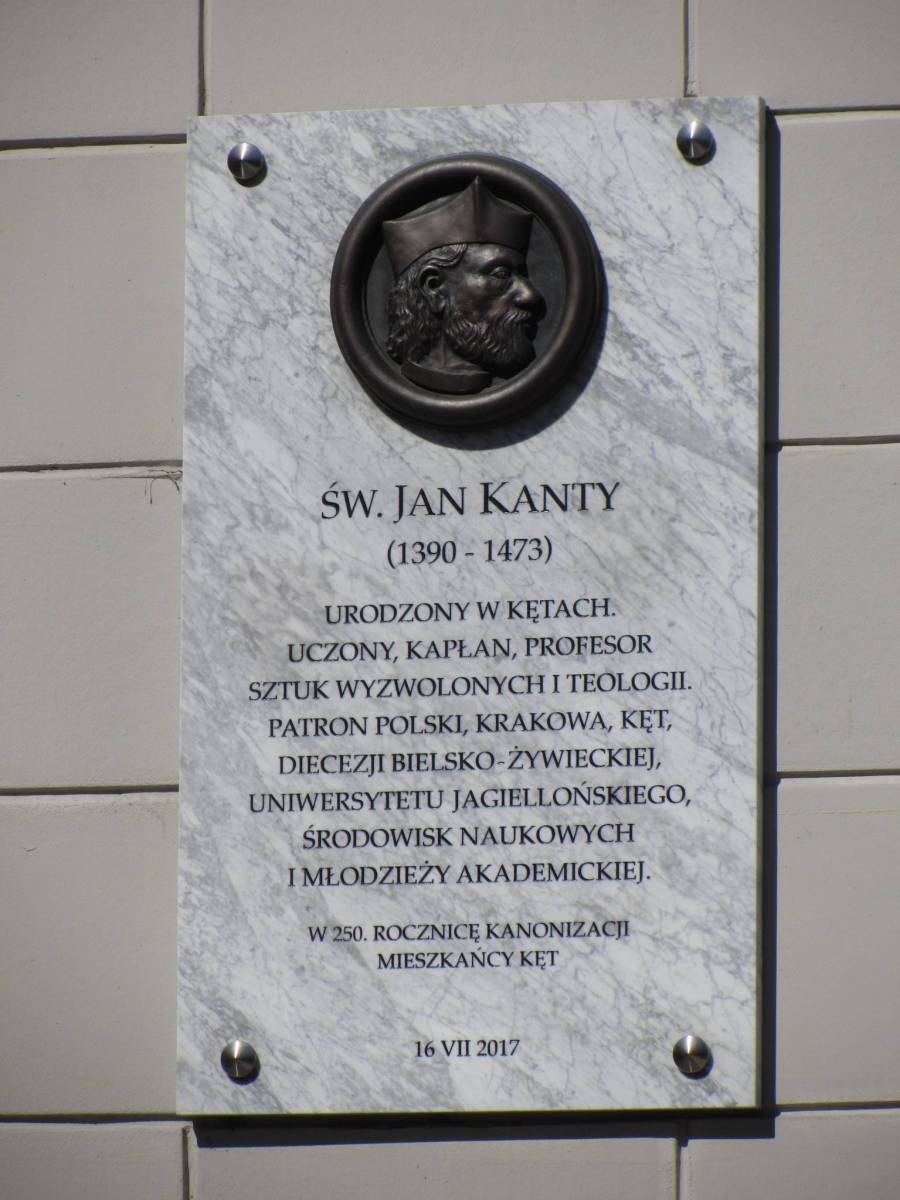 ŚW. JAN KANTY
(1390 - 1473)
URODZONY W KĘTACH.
UCZONY, KAPŁAN, PROFESOR
SZTUK WYZWOLONYCH I TEOLOGII.
PATRON POLSKI, KRAKOWA, KĘT,
DIECEZJI BIELSKO-ŻYWIECKIEJ,
UNIWERSYTETU JAGIELLOŃSKIEGO,
ŚRODOWISK NAUKOWYCH
I MŁODZIEŻY AKADEMICKIEJ.
W 250. ROCZNICĘ KANONIZACJI
MIESZKAŃCY KĘT
16 VII 2017